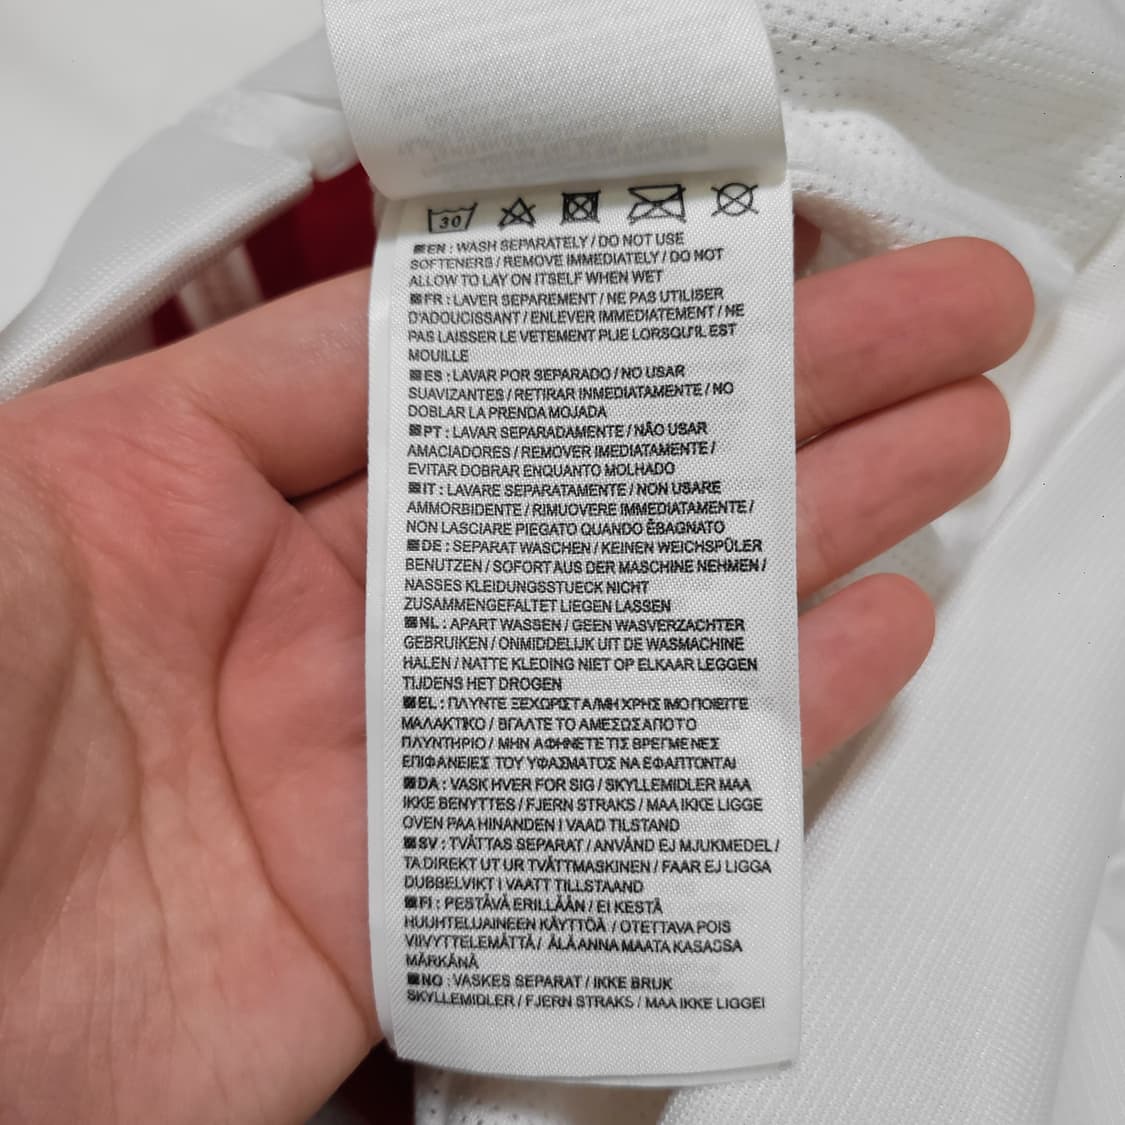 30
EN : WASH SEPARATELY / DO NOT USE
SOFTENERS / REMOVE IMMEDIATELY / DO NOT
ALLOW TO LAY ON ITSELF WHEN WET
FR : LAVER SEPAREMENT / NE PAS UTILISER
D'ADOUCISSANT / ENLEVER IMMEDIATEMENT / NE
PAS LAISSER LE VETEMENT PLIE LORSQU'IL EST
MOUILLE
ES : LAVAR POR SEPARADO / NO USAR
SUAVIZANTES / RETIRAR INMEDIATAMENTE / NO
DOBLAR LA PRENDA MOJADA
PT : LAVAR SEPARADAMENTE / NÃO USAR
AMACIADORES / REMOVER IMEDIATAMENTE /
EVITAR DOBRAR ENQUANTO MOLHADO
IT : LAVARE SEPARATAMENTE / NON USARE
AMMORBIDENTE / RIMUOVERE IMMEDIATAMENTE /
NON LASCIARE PIEGATO QUANDO ÊBAGNATO
DE : SEPARAT WASCHEN / KEINEN WEICHSPÜLER
BENUTZEN / SOFORT AUS DER MASCHINE NEHMEN /
NASSES KLEIDUNGSSTUECK NICHT
ZUSAMMENGEFALTET LIEGEN LASSEN
NL : APART WASSEN / GEEN WASVERZACHTER
GEBRUIKEN / ONMIDDELIJK UIT DE WASMACHINE
HALEN / NATTE KLEDING NIET OP ELKAAR LEGGEN
TIJDENS HET DROGEN
EL : ΠΛΥΝΤΕ ΞΕΧΩΡΙΣΤΑ/ΜΗ ΧΡΗΣΙΜΟΠΟΙΕΙΤΕ
ΜΑΛΑΚΤΙΚΟ / ΒΓΑΛΤΕ ΤΟ ΑΜΕΣΩΣΑΠΟΤΟ
ΠΛΥΝΤΗΡΙΟ / ΜΗΝ ΑΦΗΝΕΤΕ ΤΙΣ ΒΡΕΓΜΕΝΕΣ
ΕΠΙΦΑΝΕΙΕΣ ΤΟΥ ΥΦΑΣΜΑΤΟΣ ΝΑ ΕΦΑΠΤΟΝΤΑΙ
DA : VASK HVER FOR SIG / SKYLLEMIDLER MAA
IKKE BENYTTES / FJERN STRAKS / MAA IKKE LIGGE
OVEN PAA HINANDEN I VAAD TILSTAND
SV : TVÄTTAS SEPARAT / ANVÄND EJ MJUKMEDEL /
TA DIREKT UT UR TVÄTTMASKINEN / FAAR EJ LIGGA
DUBBELVIKT I VAATT TILLSTAAND
FI : PESTÄVÄ ERILLÄÄN / EI KESTÄ
HUUHTELUAINEEN KÄYTTÖÄ / OTETTAVA POIS
VIIVYTTELEMÄTTÄ / ÄLÄ ANNA MAATA KASASSA
MÄRKÄNÄ
NO : VASKES SEPARAT / IKKE BRUK
SKYLLEMIDLER / FJERN STRAKS / MAA IKKE LIGGEI